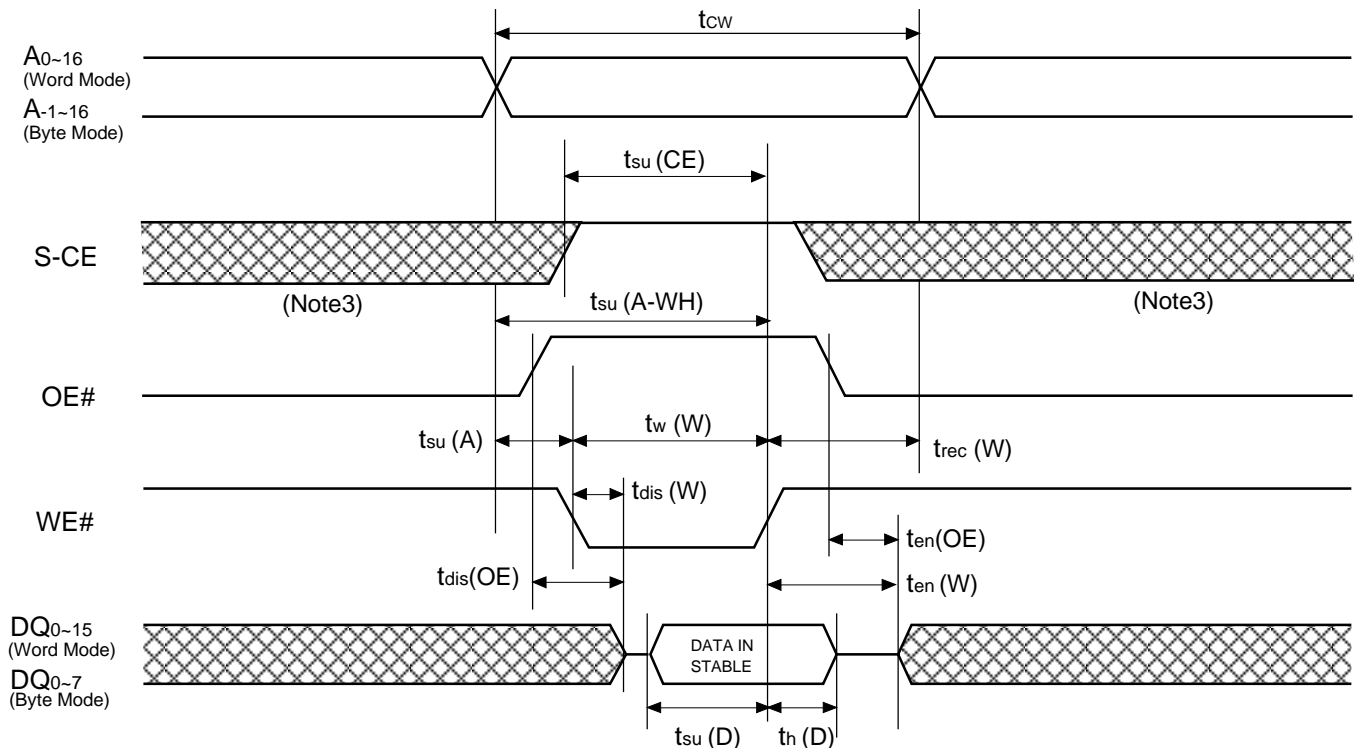 tCW
A0~16
(Word Mode)
A-1~16
(Byte Mode)
tsu (CE)
S-CE
(Note3)
tsu (A-WH)
(Note3)
OE#
tsu (A)
tw (W)
trec (W)
tdis (W)
WE#
ten(OE)
tdis(OE)
ten (W)
DQ0~15
(Word Mode)
DATA IN
STABLE
DQ0~7
(Byte Mode)
tsu (D)
th (D)